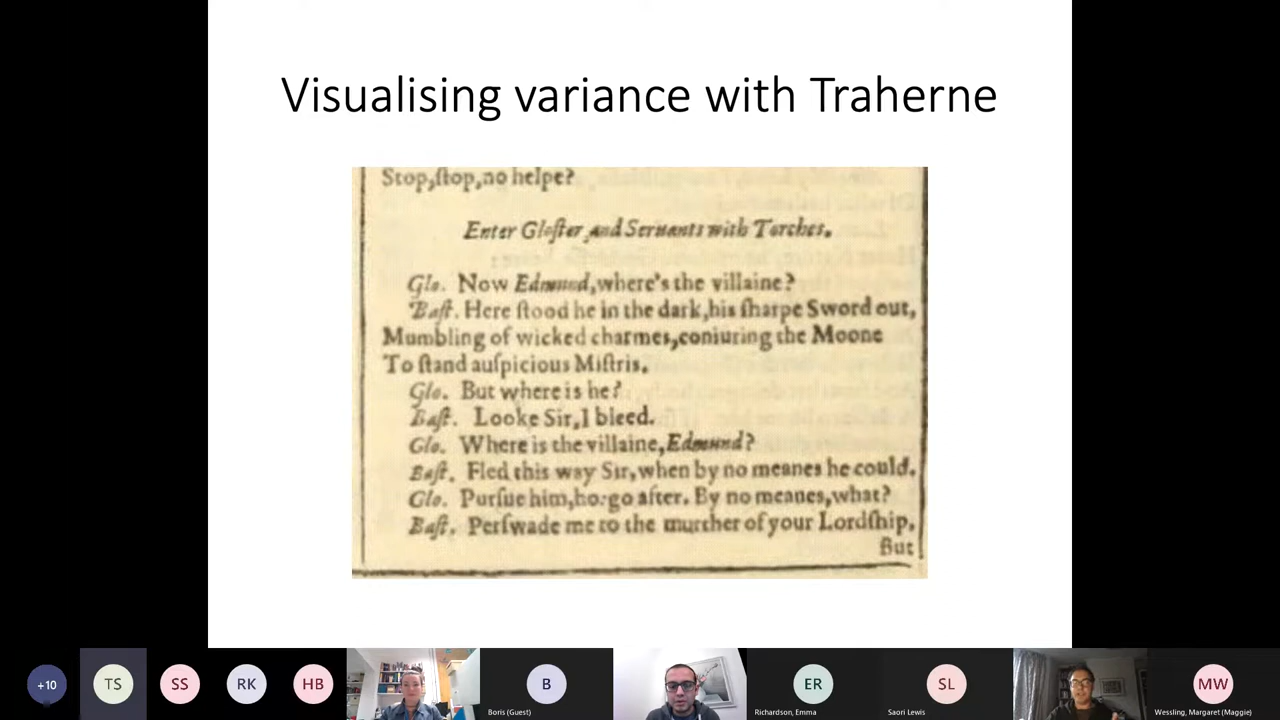 Visualising variance with Traherne
Stop,ſtop,no helpe?
Enter Gloſter,and Seruants with Torches.
Glo. Now Edmund,where's the villaine?
Baſt. Here ſtood he in the dark,his ſharpe Sword out,
Mumbling of wicked charmes,coniuring the Moone
To ſtand auſpicious Miſtris.
Glo. But where is he?
Baſt. Looke Sir,I bleed.
Glo. Where is the villaine,Edmund?
Baſt. Fled this way Sir,when by no meanes he could.
Glo. Purſue him,ho:go after. By no meanes,what?
Baſt. Perſwade me to the murther of your Lordſhip,
But
+10
TS
SS
RK
HB
B
Boris (Guest)
ER
Richardson, Emma
SL
Saori Lewis
MW
Wessling, Margaret (Maggie)